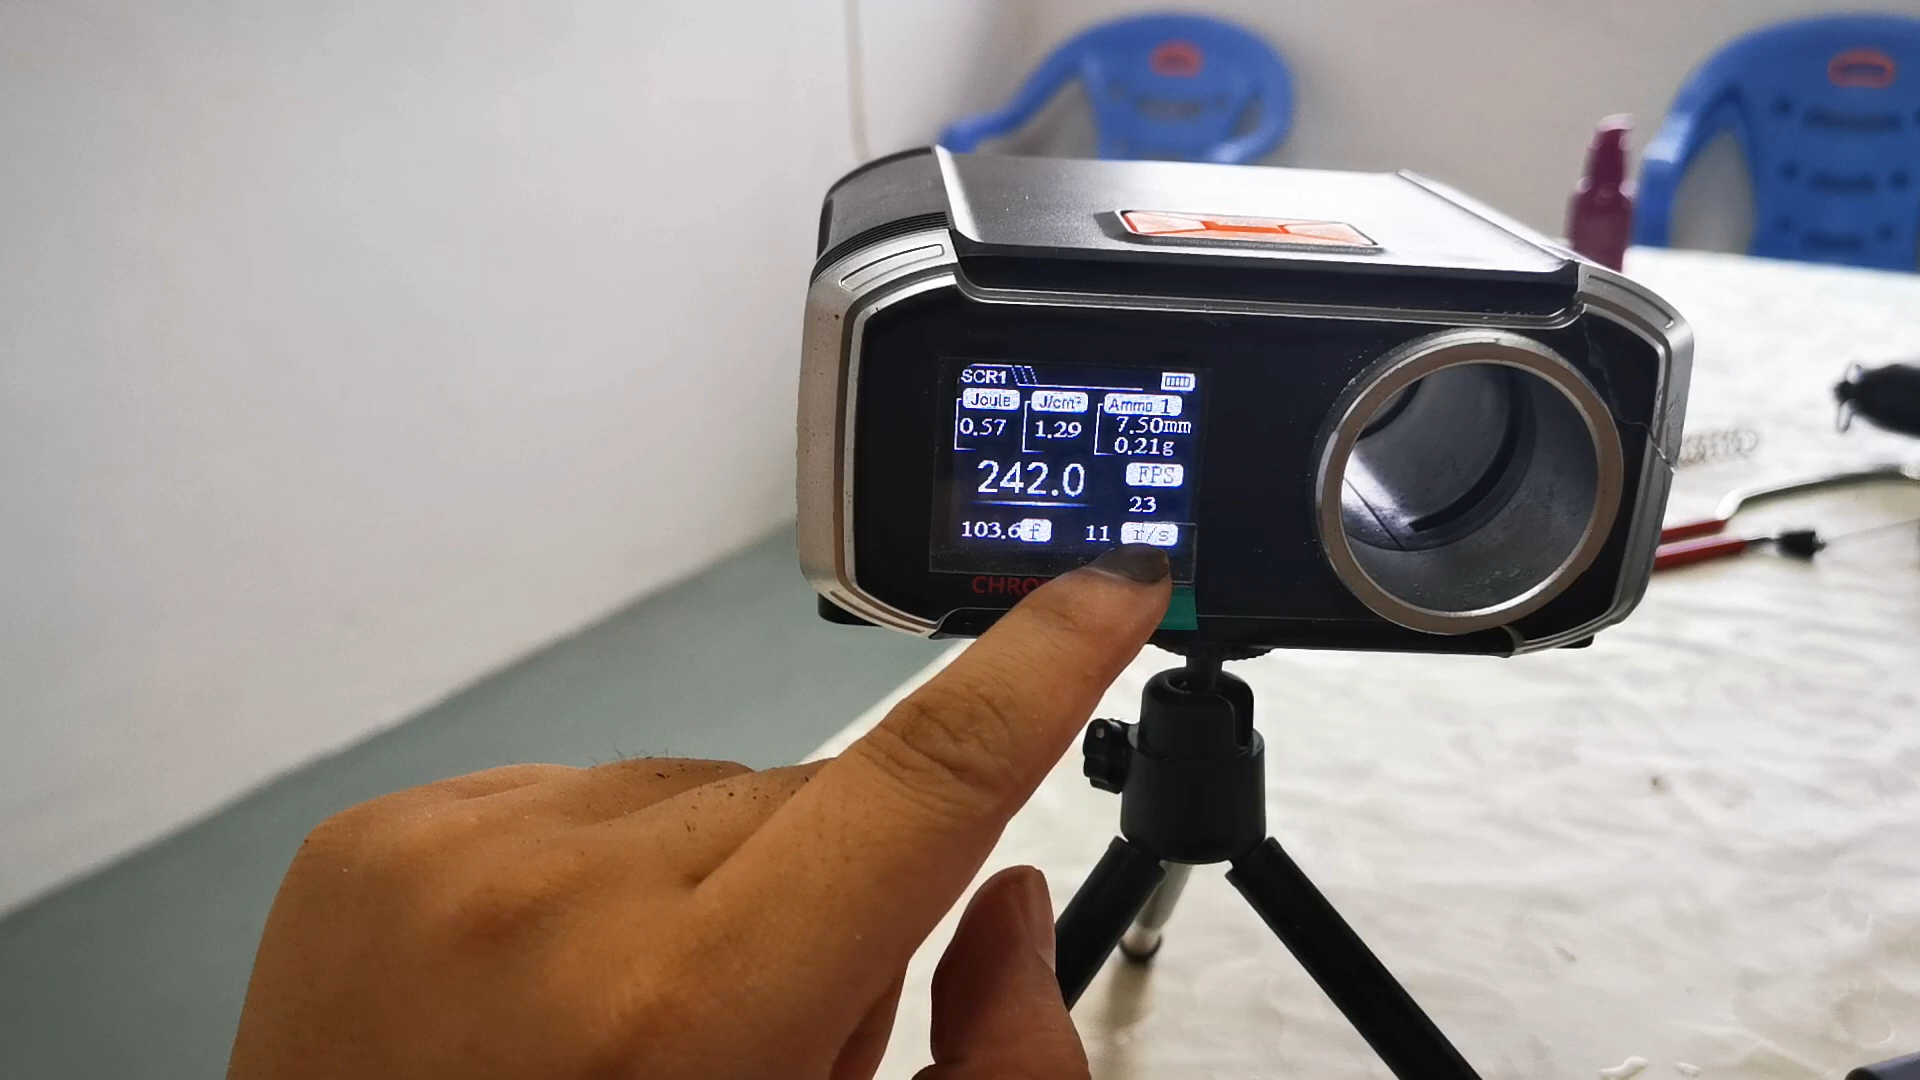 SCR1
Joule J/cm² Ammo 1
0.57 1.29 7.50mm
0.21g
242.0 FPS
23
103.6 f 11 r/s
CHRO